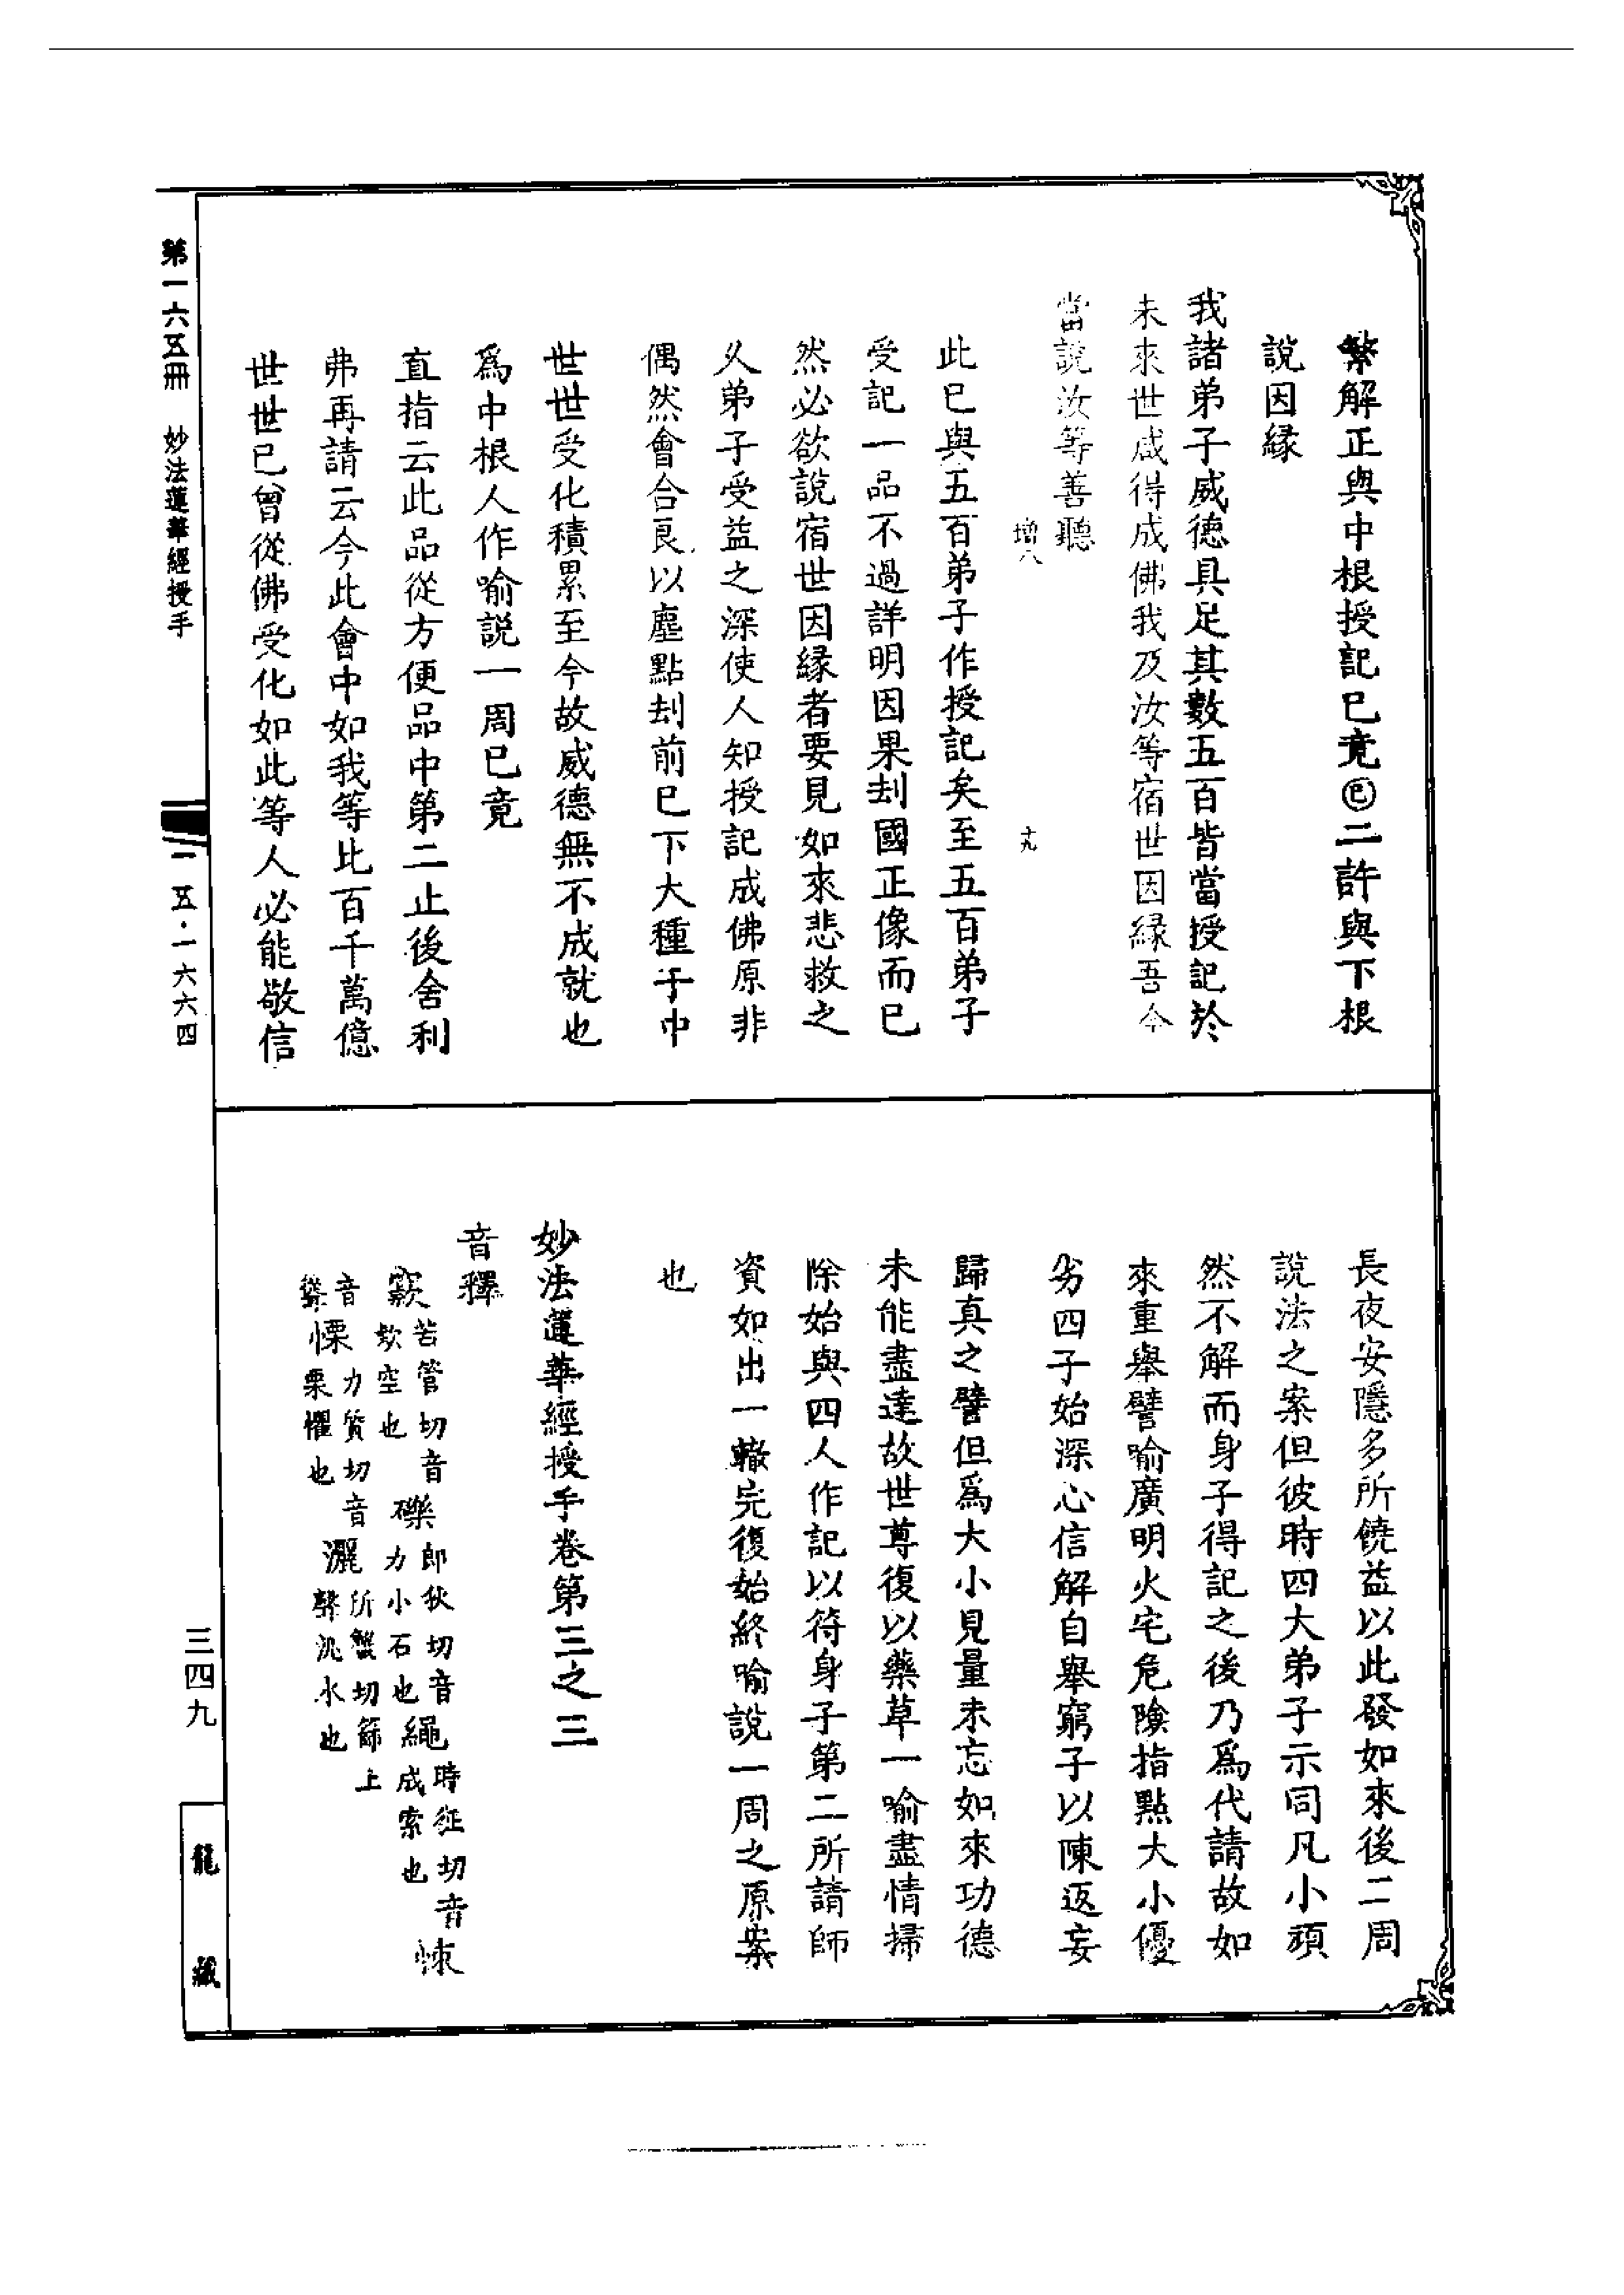 繁解正與中根授記已竟㊁二許與下根
說因緣
我諸弟子威德具足其數五百皆當授記於
未來世咸得成佛我及汝等宿世因緣吾今
當說汝等善聽
增八
十九
此已與五百弟子作授記矣至五百弟子
受記一品不過詳明因果刦國正像而已
然必欲說宿世因緣者要見如來悲救之
久弟子受益之深使人知授記成佛原非
偶然會合良以塵點刦前已下大種于中
世世受化積累至今故威德無不成就也
爲中根人作喻説一周已竟
直指云此品從方便品中第二止後舍利
弗再請云今此會中如我等比百千萬億
世世已曾從佛受化如此等人必能敬信
長夜安隱多所饒益以此發如來後二周
說法之案但彼時四大弟子示同凡小頑
然不解而身子得記之後乃爲代請故如
來重舉譬喻廣明火宅危險指點大小優
劣四子始深心信解自舉窮子以陳返妄
歸真之譬但爲大小見量未忘如來功德
未能盡達故世尊復以藥草一喻盡情掃
除始與四人作記以符身子第二所請師
資如出一轍完復始終喻說一周之原案
也
妙法蓮華經授手卷第三之三
音釋
窾苦管切音欵空也 礫郎狄切音力小石也 繩時征切音成索也 悚
音慄力質切音栗懼也 灑所蟹切篩上聲汛水也
第一六五冊 妙法蓮華經授手
一五·一六六四
三四九
龍藏